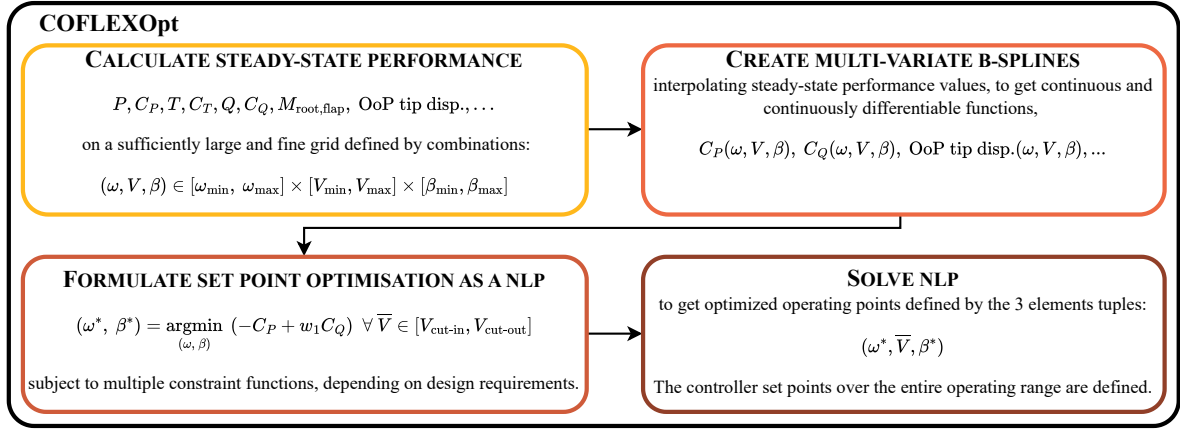 COFLEXOpt
CALCULATE STEADY-STATE PERFORMANCE
P, C_P, T, C_T, Q, C_Q, M_root,flap, OoP tip disp., . . .
on a sufficiently large and fine grid defined by combinations:
(ω, V, β) ∈ [ω_min, ω_max] × [V_min, V_max] × [β_min, β_max]
CREATE MULTI-VARIATE B-SPLINES
interpolating steady-state performance values, to get continuous and
continuously differentiable functions,
C_P(ω, V, β), C_Q(ω, V, β), OoP tip disp.(ω, V, β), ...
FORMULATE SET POINT OPTIMISATION AS A NLP
(ω*, β*) = argmin (−C_P + w_1C_Q) ∀ V̅ ∈ [V_cut-in, V_cut-out]
(ω, β)
subject to multiple constraint functions, depending on design requirements.
SOLVE NLP
to get optimized operating points defined by the 3 elements tuples:
(ω*, V̅, β*)
The controller set points over the entire operating range are defined.